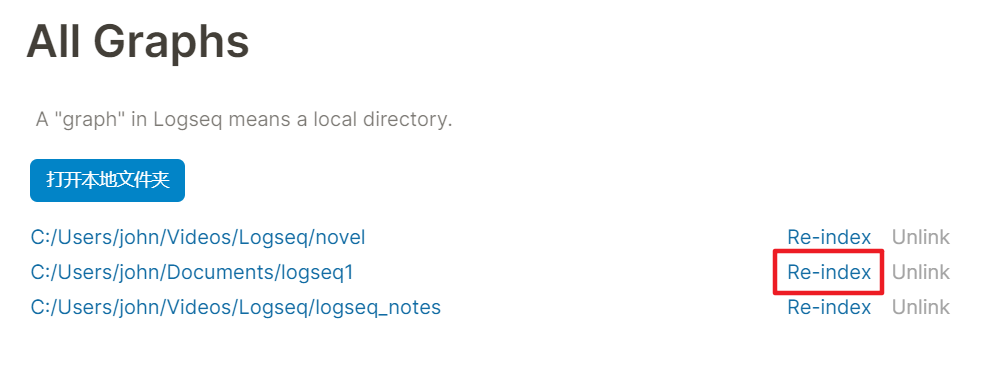 All Graphs
A "graph" in Logseq means a local directory.
打开本地文件夹
C:/Users/john/Videos/Logseq/novel Re-index Unlink
C:/Users/john/Documents/logseq1 Re-index Unlink
C:/Users/john/Videos/Logseq/logseq_notes Re-index Unlink